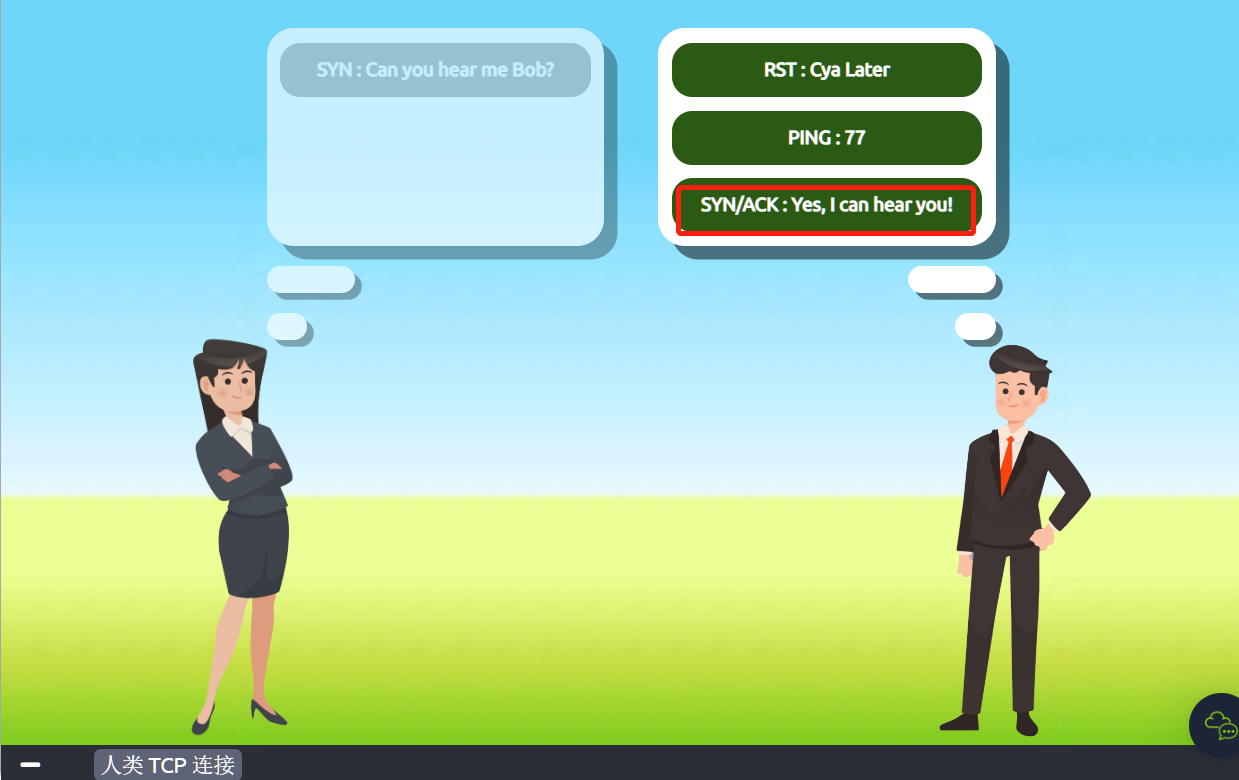 SYN : Can you hear me Bob?
RST : Cya Later
PING : 77
SYN/ACK : Yes, I can hear you!
人类 TCP 连接